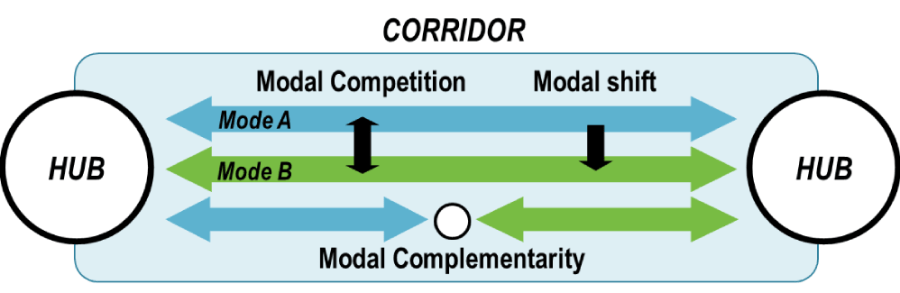 CORRIDOR
Modal Competition
Modal shift
Mode A
HUB
Mode B
HUB
Modal Complementarity